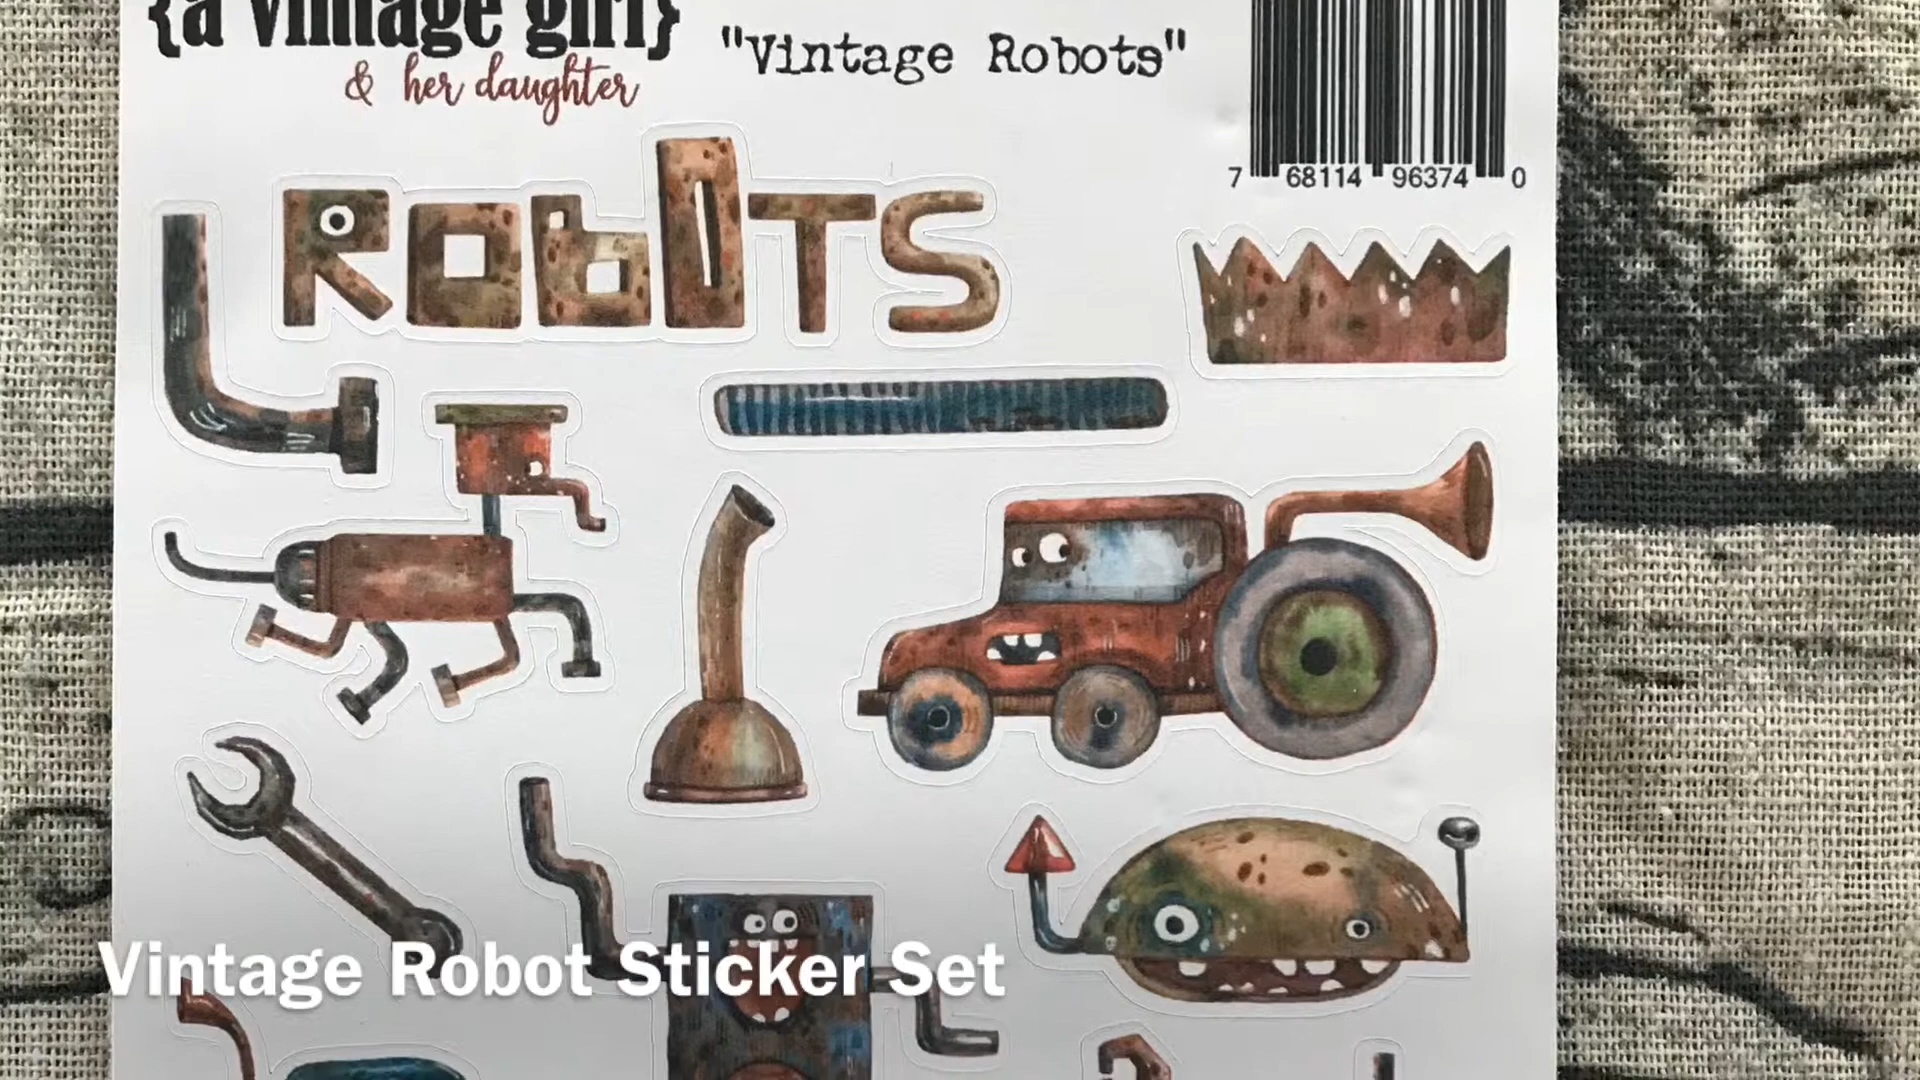 {a vintage girl}
& her daughter
"Vintage Robots"
7 68114 96374 0
ROBOTS
Vintage Robot Sticker Set